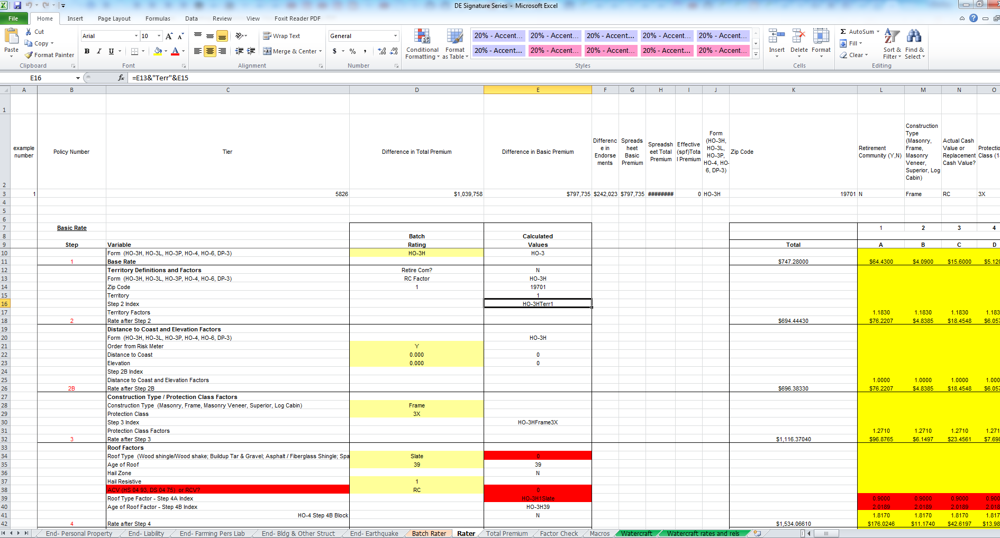 DE Signature Series - Microsoft Excel
File Home Insert Page Layout Formulas Data Review View Foxit Reader PDF
Cut Arial 10 Wrap Text General 20% - Accent... 20% - Accent... 20% - Accent... 20% - Accent... 20% - Accent... Σ AutoSum
Paste Copy Format Painter B I U Merge & Center $ % , Conditional Formatting Format as Table 20% - Accent... 20% - Accent... 20% - Accent... 20% - Accent... 20% - Accent... Insert Delete Format Fill Clear Sort & Filter Find & Select
Clipboard Font Alignment Number Styles Cells Editing
E16 fx =E13&"Terr"&E15
A B C D E F G H I J K L M N O
1
2 example number Policy Number Tier Difference in Total Premium Difference in Basic Premium Differenc e in Endorse ments Spreads heet Basic Premium Spreadsh eet Total Premium Effective (spf)Tota l Premium Form (HO-3H, HO-3L, HO-3P, HO-4, HO-6, DP-3) Zip Code Retirement Community (Y,N) Construction Type (Masonry, Frame, Masonry Veneer, Superior, Log Cabin) Actual Cash Value or Replacement Cash Value? Protectio Class (1-
3 1 5826 $1,039,758 $797,735 $242,023 $797,735 ######## 0 HO-3H 19701 N Frame RC 3X
4
5
6
7 Basic Rate 1 2 3 4
8 Batch Calculated
9 Step Variable Rating Values Total A B C D
10 Form (HO-3H, HO-3L, HO-3P, HO-4, HO-6, DP-3) HO-3H HO-3
11 1 Base Rate $747.28000 $64.4300 $4.0900 $15.6000 $5.120
12 Territory Definitions and Factors Retire Com? N
13 Form (HO-3H, HO-3L, HO-3P, HO-4, HO-6, DP-3) RC Factor HO-3H
14 Zip Code 1 19701
15 Territory 1
16 Step 2 Index HO-3HTerr1
17 Territory Factors 1.1830 1.1830 1.1830 1.183
18 2 Rate after Step 2 $694.44430 $76.2207 $4.8385 $18.4548 $6.057
19 Distance to Coast and Elevation Factors
20 Form (HO-3H, HO-3L, HO-3P, HO-4, HO-6, DP-3) HO-3H
21 Order from Risk Meter Y
22 Distance to Coast 0.000 0
23 Elevation 0.000 0
24 Step 2B Index
25 Distance to Coast and Elevation Factors 1.0000 1.0000 1.0000 1.000
26 2B Rate after Step 2B $696.38330 $76.2207 $4.8385 $18.4548 $6.057
27 Construction Type / Protection Class Factors
28 Construction Type (Masonry, Frame, Masonry Veneer, Superior, Log Cabin) Frame
29 Protection Class 3X
30 Step 3 Index HO-3HFrame3X
31 Protection Class Factors 1.2710 1.2710 1.2710 1.271
32 3 Rate after Step 3 $1,116.37040 $96.8765 $6.1497 $23.4561 $7.698
33 Roof Factors
34 Roof Type (Wood shingle/Wood shake; Buildup Tar & Gravel; Asphalt / Fiberglass Shingle; Spa Slate 0
35 Age of Roof 39 39
36 Hail Zone N
37 Hail Resistive 1
38 ACV (HS 04 93, DS 04 75) or RCV? RC 0
39 Roof Type Factor - Step 4A Index HO-3H1Slate 0.9000 0.9000 0.9000 0.900
40 Age of Roof Factor - Step 4B Index HO-3H39 2.0189 2.0189 2.0189 2.018
41 HO-4 Step 4B Block N 1.8170 1.8170 1.8170 1.817
42 4 Rate after Step 4 $1,534.06610 $176.0246 $11.1740 $42.6197 $13.98
End- Personal Property End- Liability End- Farming Pers Liab End- Bldg & Other Struct End- Earthquake Batch Rater Rater Total Premium Factor Check Macros Watercraft Watercraft rates and rels